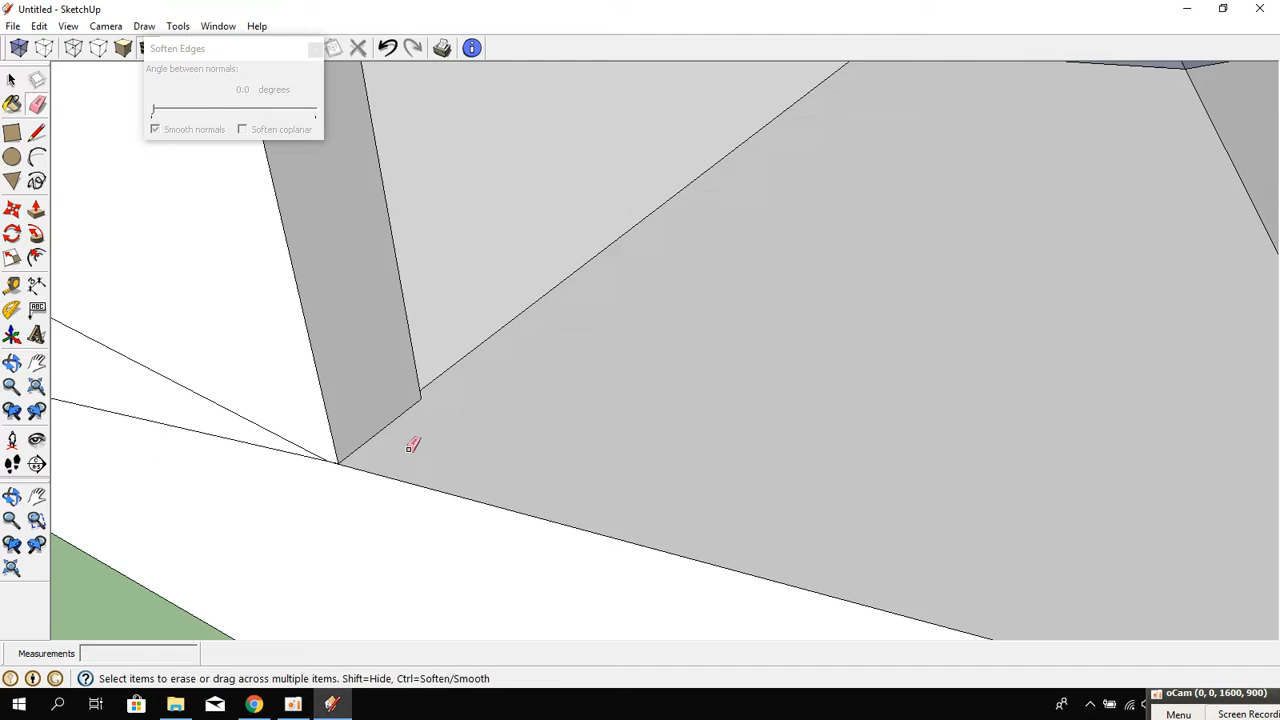 Untitled - SketchUp
File Edit View Camera Draw Tools Window Help
Soften Edges
Angle between normals:
0.0 degrees
Smooth normals Soften coplanar
ABC
Measurements
Select items to erase or drag across multiple items. Shift=Hide, Ctrl=Soften/Smooth
oCam (0, 0, 1600, 900)
Menu Screen Recordi